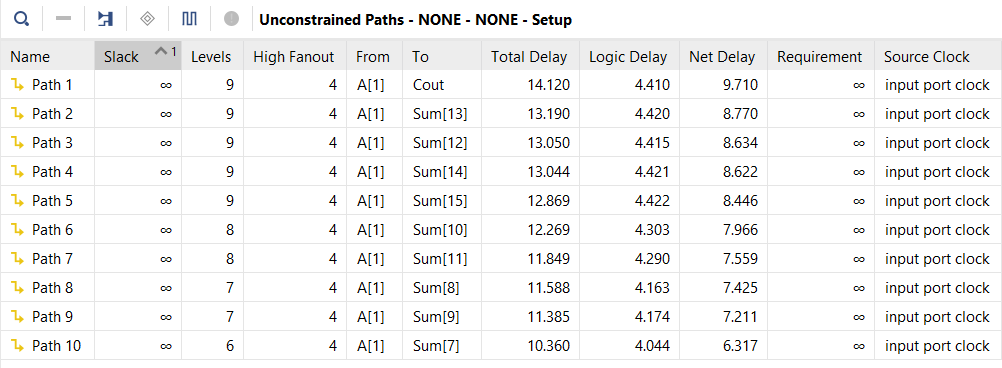 Unconstrained Paths - NONE - NONE - Setup
Name Slack 1 Levels High Fanout From To Total Delay Logic Delay Net Delay Requirement Source Clock
Path 1 ∞ 9 4 A[1] Cout 14.120 4.410 9.710 ∞ input port clock
Path 2 ∞ 9 4 A[1] Sum[13] 13.190 4.420 8.770 ∞ input port clock
Path 3 ∞ 9 4 A[1] Sum[12] 13.050 4.415 8.634 ∞ input port clock
Path 4 ∞ 9 4 A[1] Sum[14] 13.044 4.421 8.622 ∞ input port clock
Path 5 ∞ 9 4 A[1] Sum[15] 12.869 4.422 8.446 ∞ input port clock
Path 6 ∞ 8 4 A[1] Sum[10] 12.269 4.303 7.966 ∞ input port clock
Path 7 ∞ 8 4 A[1] Sum[11] 11.849 4.290 7.559 ∞ input port clock
Path 8 ∞ 7 4 A[1] Sum[8] 11.588 4.163 7.425 ∞ input port clock
Path 9 ∞ 7 4 A[1] Sum[9] 11.385 4.174 7.211 ∞ input port clock
Path 10 ∞ 6 4 A[1] Sum[7] 10.360 4.044 6.317 ∞ input port clock